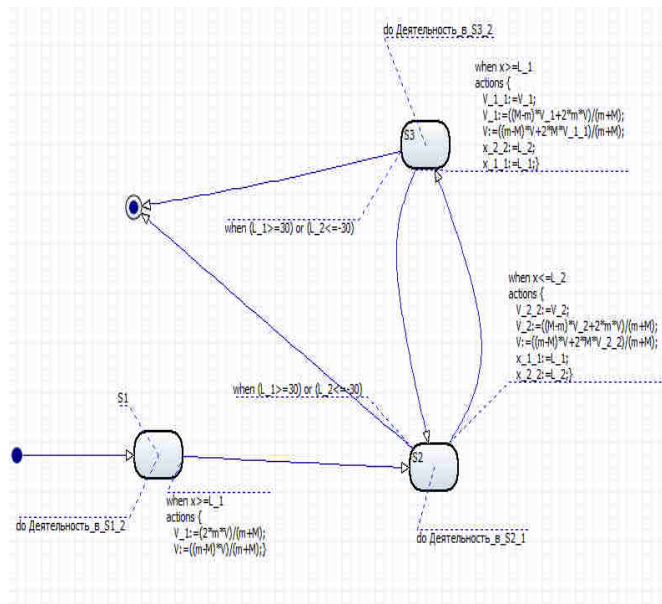 do Деятельность_в_S3_2
when x>=L_1
actions {
V_1_1:=V_1;
V_1:=((M-m)*V_1+2*m*V)/(m+M);
V:=((m-M)*V+2*M*V_1_1)/(m+M);
x_2_2:=L_2;
x_1_1:=L_1;}
S3
when (L_1>=30) or (L_2<=-30)
when x<=L_2
actions {
V_2_2:=V_2;
V_2:=((M-m)*V_2+2*m*V)/(m+M);
V:=((m-M)*V+2*M*V_2_2)/(m+M);
x_1_1:=L_1;
x_2_2:=L_2;}
when (L_1>=30) or (L_2<=-30)
S1
S2
do Деятельность_в_S1_2
when x>=L_1
actions {
V_1:=(2*m*V)/(m+M);
V:=((m-M)*V)/(m+M);}
do Деятельность_в_S2_1